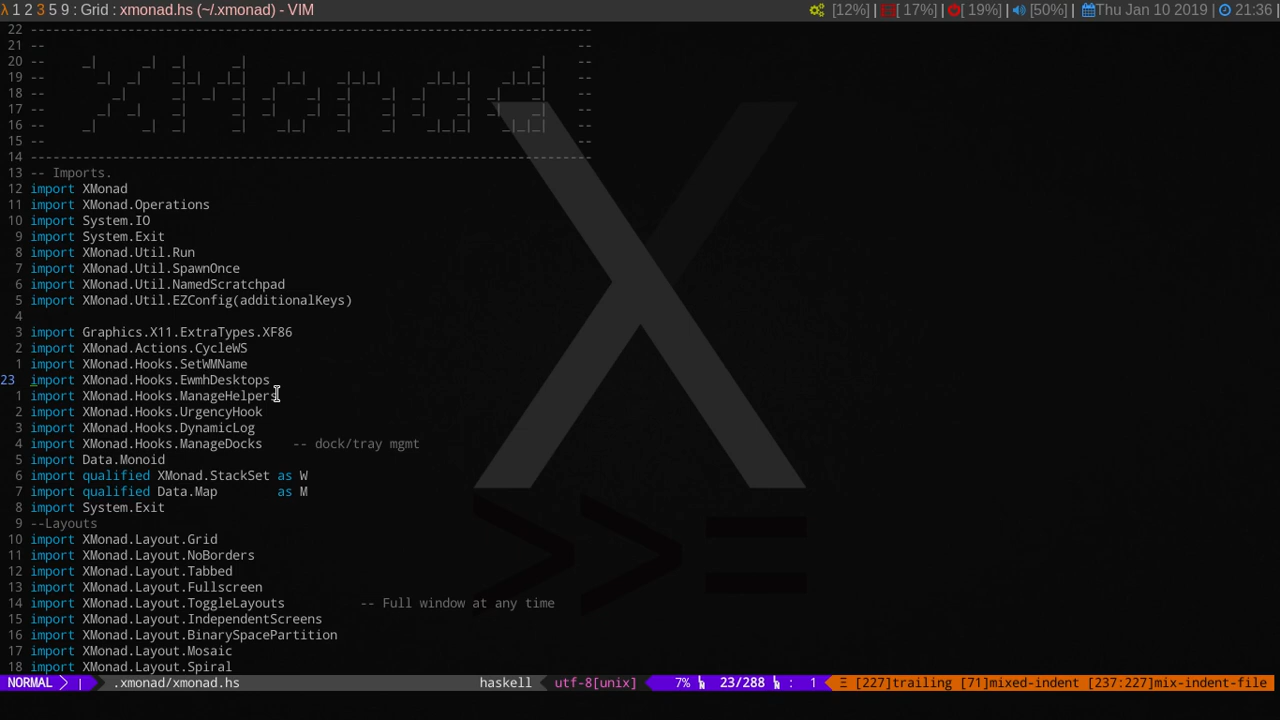 λ 1 2 3 5 9 : Grid : xmonad.hs (~/.xmonad) - VIM [12%] | [ 17%] | [ 19%] | [50%] | Thu Jan 10 2019 | 21:36
22 ---------------------------------------------------------------------------
21 -- --
20 -- _| _| _| _| _| --
19 -- _| _| _|_| _|_| _|_| _|_|_| _|_|_| --
18 -- _| _| _| _| _| _| _| _| _| _| --
17 -- _| _| _| _| _| _| _| _| _| _| --
16 -- _| _| _| _| _|_| _| _| _|_|_| _|_|_| --
15 -- --
14 ---------------------------------------------------------------------------
13 -- Imports.
12 import XMonad
11 import XMonad.Operations
10 import System.IO
9 import System.Exit
8 import XMonad.Util.Run
7 import XMonad.Util.SpawnOnce
6 import XMonad.Util.NamedScratchpad
5 import XMonad.Util.EZConfig(additionalKeys)
4
3 import Graphics.X11.ExtraTypes.XF86
2 import XMonad.Actions.CycleWS
1 import XMonad.Hooks.SetWMName
23 import XMonad.Hooks.EwmhDesktops
1 import XMonad.Hooks.ManageHelpers
2 import XMonad.Hooks.UrgencyHook
3 import XMonad.Hooks.DynamicLog
4 import XMonad.Hooks.ManageDocks -- dock/tray mgmt
5 import Data.Monoid
6 import qualified XMonad.StackSet as W
7 import qualified Data.Map as M
8 import System.Exit
9 --Layouts
10 import XMonad.Layout.Grid
11 import XMonad.Layout.NoBorders
12 import XMonad.Layout.Tabbed
13 import XMonad.Layout.Fullscreen
14 import XMonad.Layout.ToggleLayouts -- Full window at any time
15 import XMonad.Layout.IndependentScreens
16 import XMonad.Layout.BinarySpacePartition
17 import XMonad.Layout.Mosaic
18 import XMonad.Layout.Spiral
NORMAL | .xmonad/xmonad.hs haskell utf-8[unix] 7% 23/288 : 1 Ξ [227]trailing [71]mixed-indent [237:227]mix-indent-file